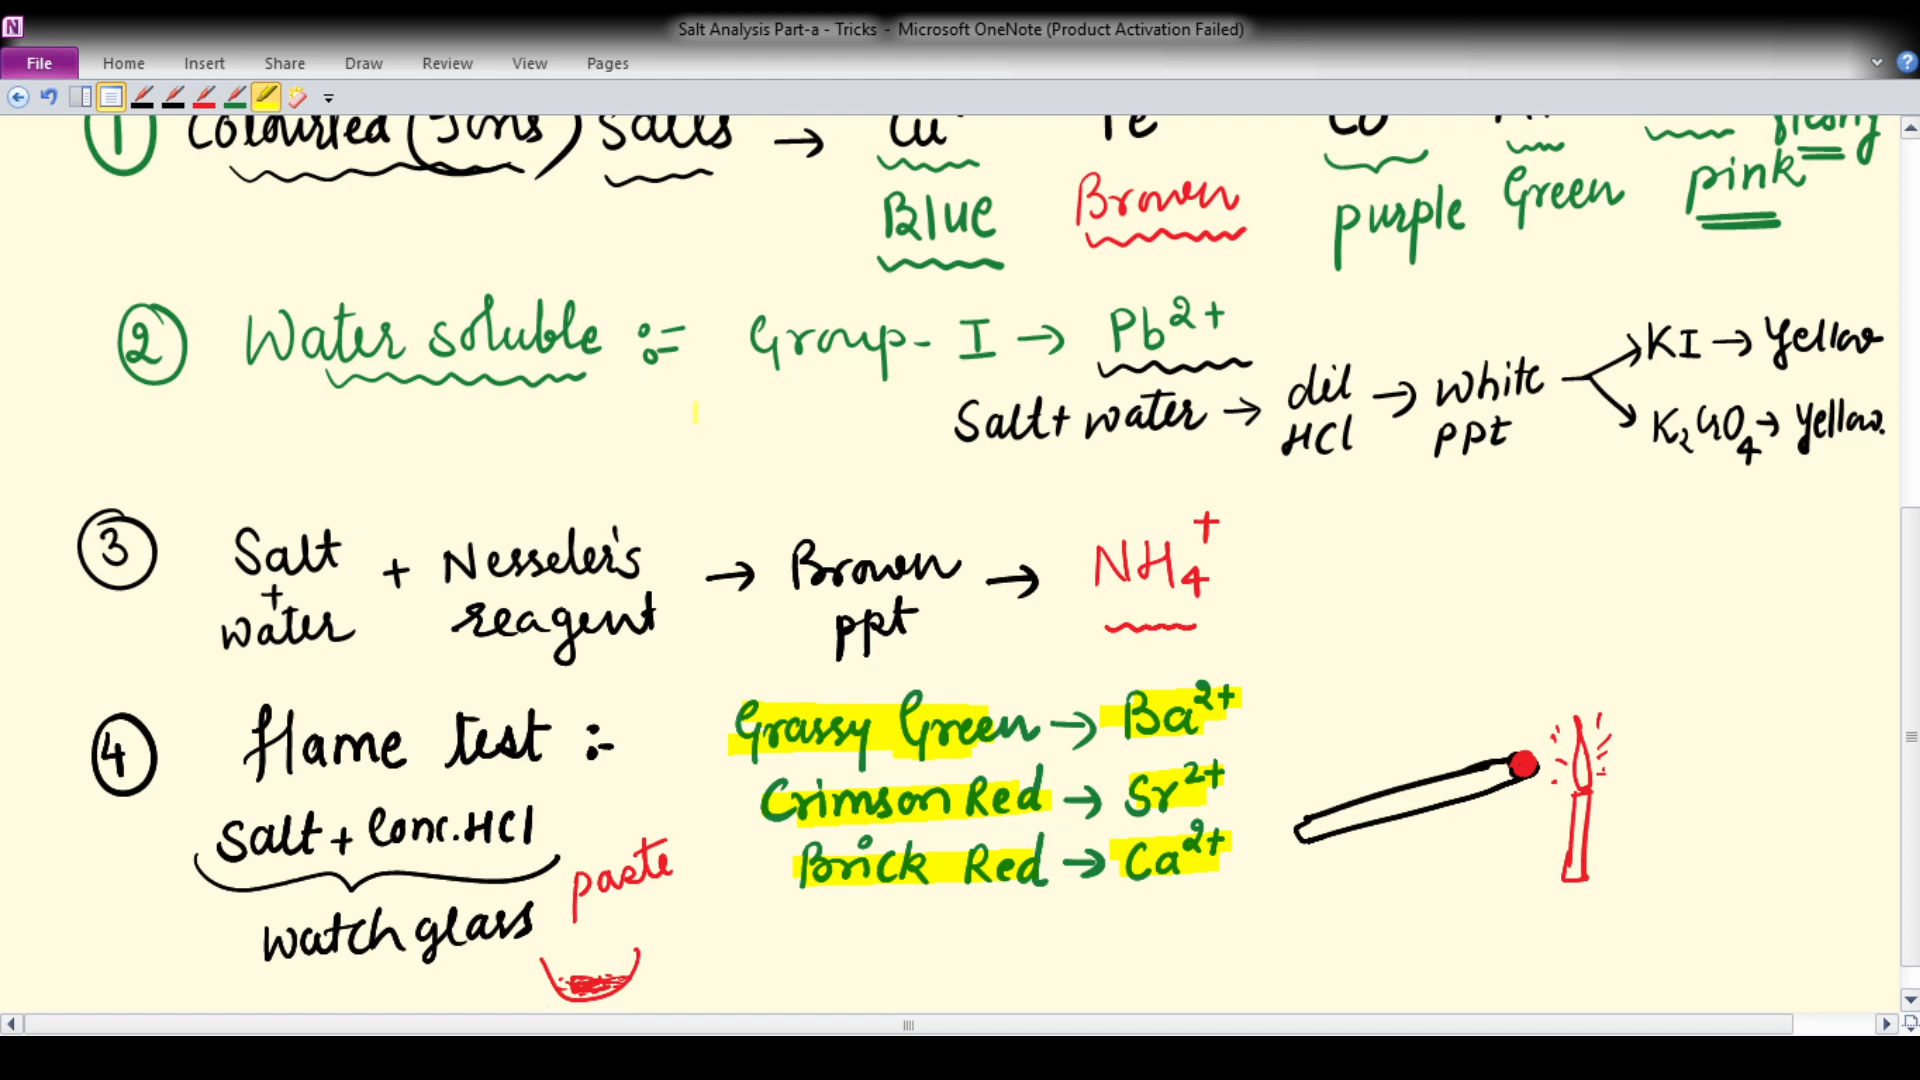 Salt Analysis Part-a - Tricks - Microsoft OneNote (Product Activation Failed)
File Home Insert Share Draw Review View Pages
1 Coloured (Ions) Salts → Cu Fe Co
Blue Brown purple Green pink
2 Water soluble :- Group - I → Pb2+
Salt + water → dil HCl → white ppt
KI → Yellow
K2CrO4 → Yellow.
3 Salt + water + Nesseler's reagent → Brown ppt → NH4+
4 flame test :- Grassy Green → Ba2+
Salt + Conc. HCl Crimson Red → Sr2+
paste Brick Red → Ca2+
watch glass